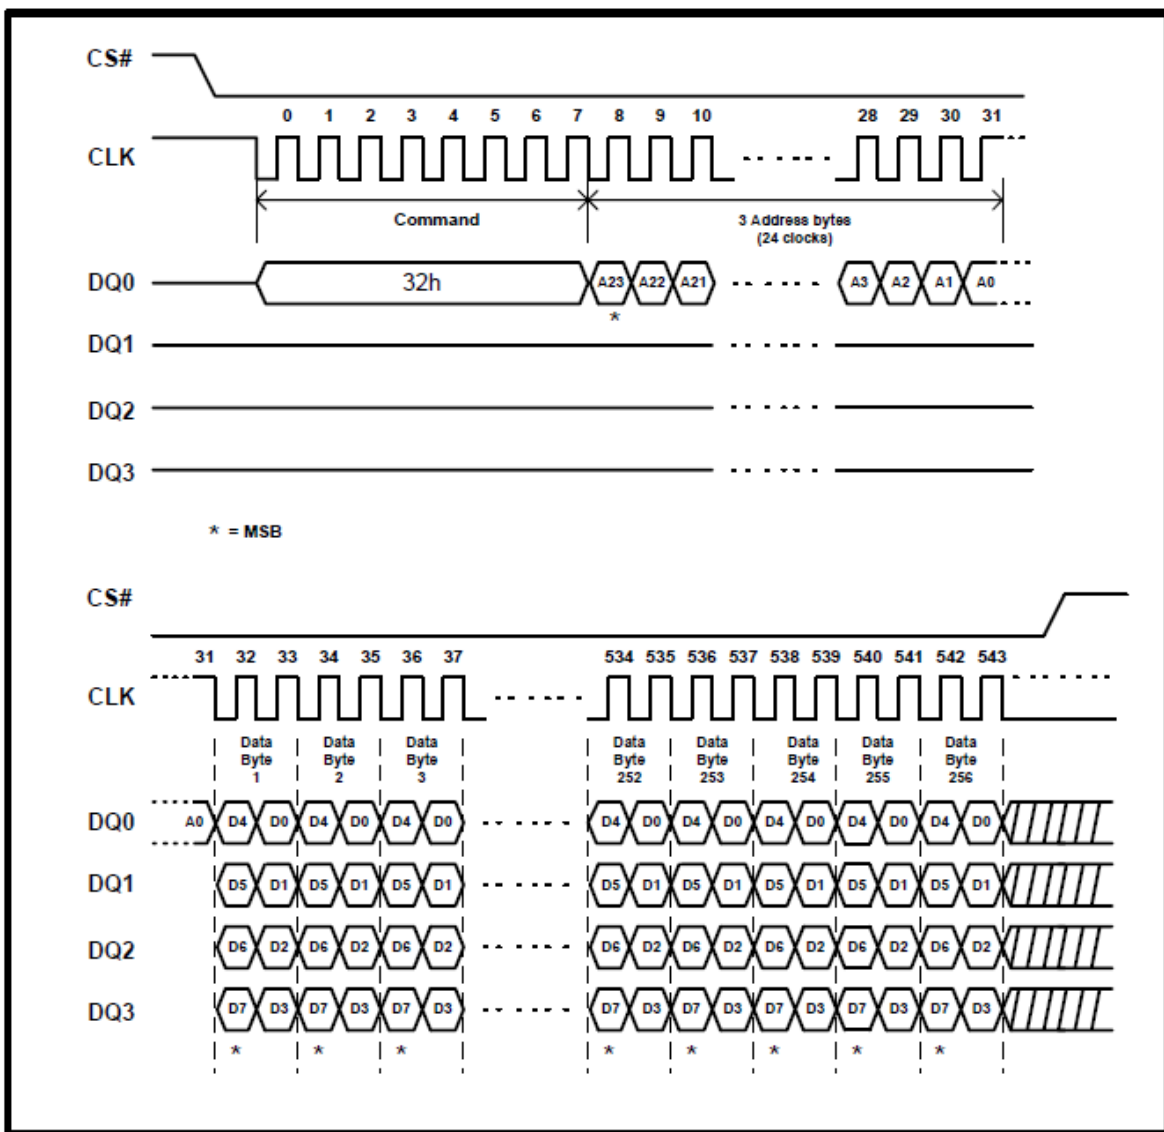 CS#
0 1 2 3 4 5 6 7 8 9 10 28 29 30 31
CLK
Command
3 Address bytes
(24 clocks)
DQ0 32h A23 A22 A21 A3 A2 A1 A0
*
DQ1
DQ2
DQ3
* = MSB
CS#
31 32 33 34 35 36 37 534 535 536 537 538 539 540 541 542 543
CLK
Data Data Data Data Data Data Data Data
Byte Byte Byte Byte Byte Byte Byte Byte
1 2 3 252 253 254 255 256
DQ0 A0 D4 D0 D4 D0 D4 D0 D4 D0 D4 D0 D4 D0 D4 D0 D4 D0
DQ1 D5 D1 D5 D1 D5 D1 D5 D1 D5 D1 D5 D1 D5 D1 D5 D1
DQ2 D6 D2 D6 D2 D6 D2 D6 D2 D6 D2 D6 D2 D6 D2 D6 D2
DQ3 D7 D3 D7 D3 D7 D3 D7 D3 D7 D3 D7 D3 D7 D3 D7 D3
* * * * * * * *